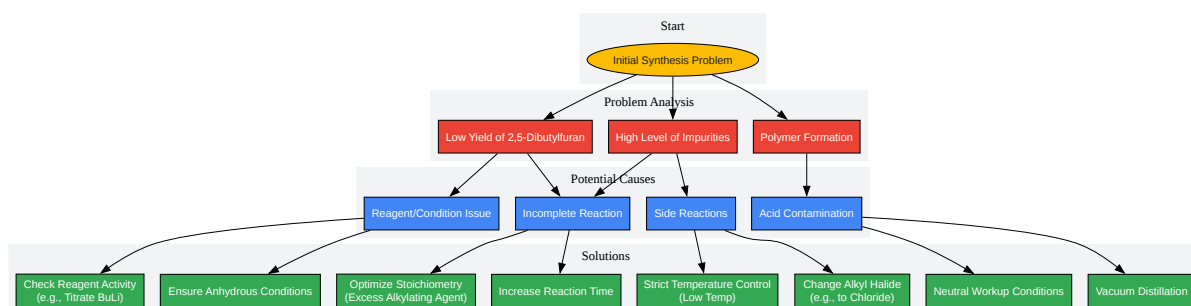 Start
Initial Synthesis Problem
Problem Analysis
Low Yield of 2,5-Dibutylfuran
High Level of Impurities
Polymer Formation
Potential Causes
Reagent/Condition Issue
Incomplete Reaction
Side Reactions
Acid Contamination
Solutions
Check Reagent Activity
(e.g., Titrate BuLi)
Ensure Anhydrous Conditions
Optimize Stoichiometry
(Excess Alkylating Agent)
Increase Reaction Time
Strict Temperature Control
(Low Temp)
Change Alkyl Halide
(e.g., to Chloride)
Neutral Workup Conditions
Vacuum Distillation